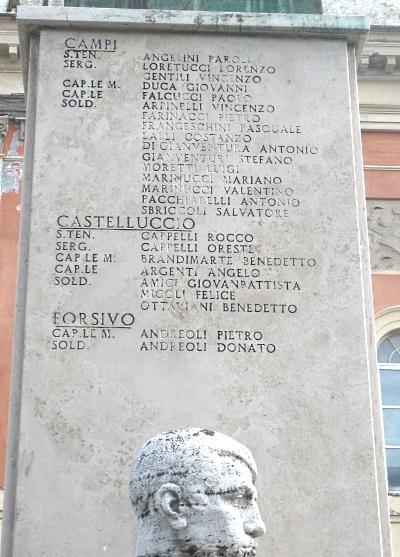 CAMPI
S.TEN. ANGELINI PAROLO
SERG. LORETUCCI LORENZO
GENTILI VINCENZO
CAP.LE M. DUCA GIOVANNI
CAP.LE FALCUCCI PAOLO
SOLD. ARPINELLI VINCENZO
FARINACCI PIETRO
FRANCESCHINI PASQUALE
LAULI COSTANZO
DI GIANVENTURA ANTONIO
GIANVENTURI STEFANO
MORETTI LUIGI
MARINUCCI MARIANO
MARINUCCI VALENTINO
PACCHIARELLI ANTONIO
SBRICCOLI SALVATORE
CASTELLUCCIO
S.TEN. CAPPELLI ROCCO
SERG. CAPPELLI ORESTE
CAP.LE M. BRANDIMARTE BENEDETTO
CAP.LE ARGENTI ANGELO
SOLD. AMICI GIOVANBATTISTA
MICOLI FELICE
OTTAVIANI BENEDETTO
FORSIVO
CAP.LE M. ANDREOLI PIETRO
SOLD. ANDREOLI DONATO